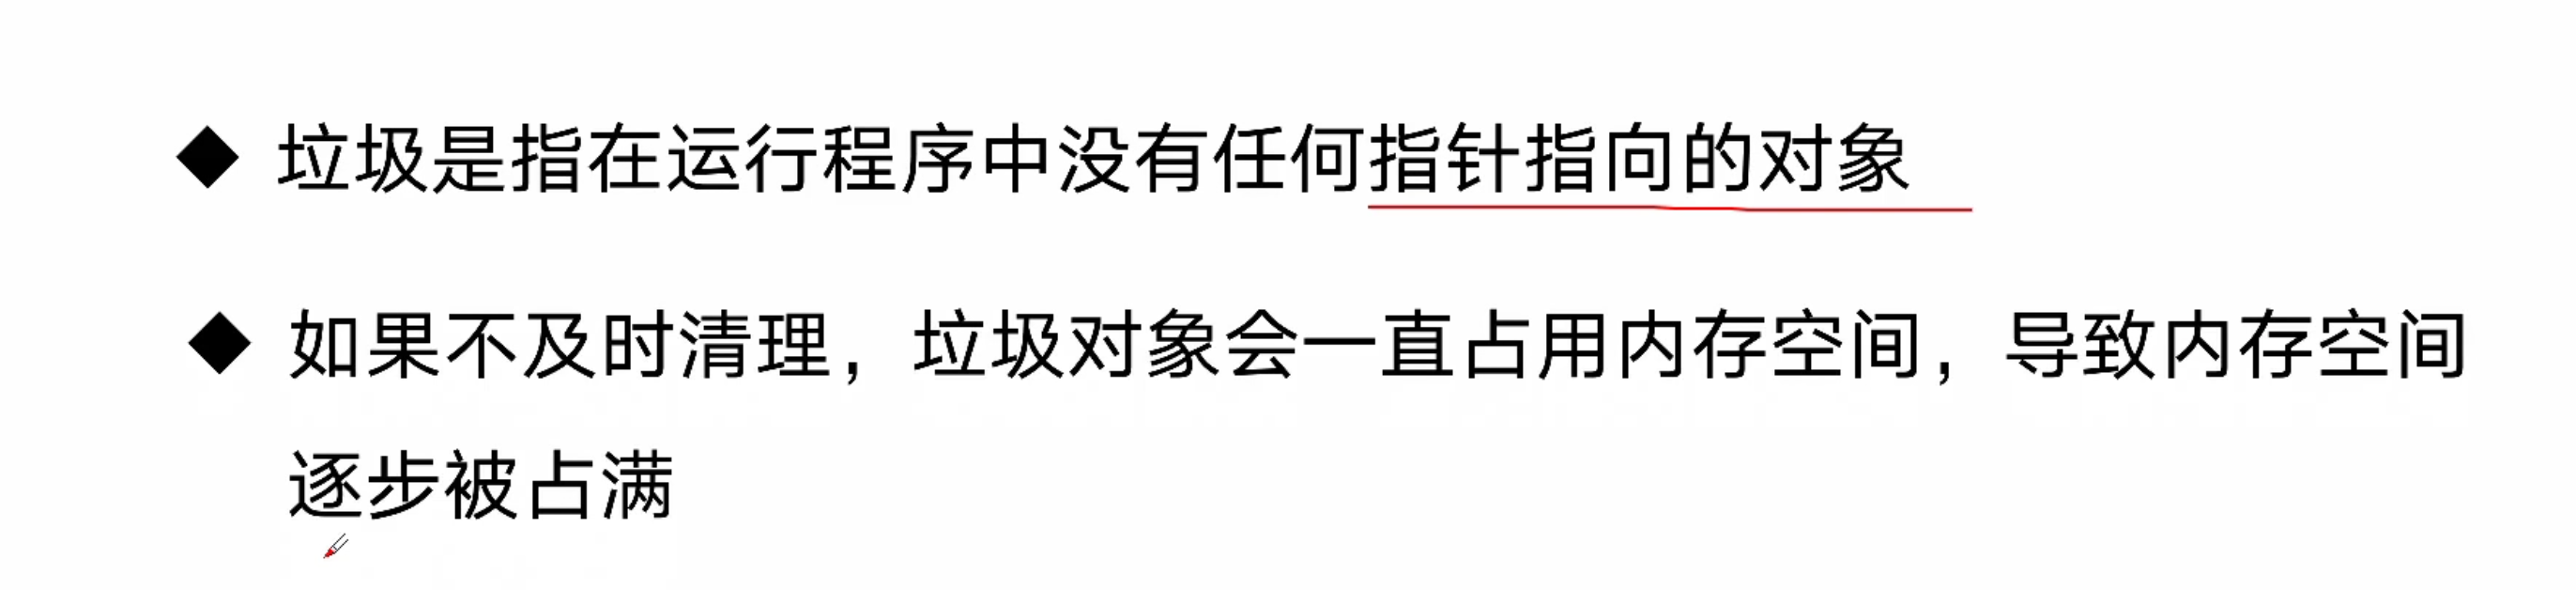 ◆ 垃圾是指在运行程序中没有任何指针指向的对象
◆ 如果不及时清理，垃圾对象会一直占用内存空间，导致内存空间
逐步被占满